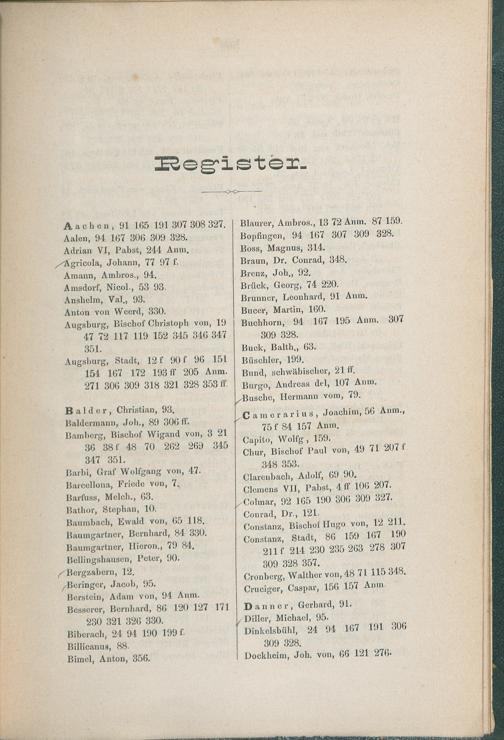 Register.
Aachen, 91 165 191 307 308 327.
Aalen, 94 167 306 309 328.
Adrian VI, Pabst, 244 Anm.
Agricola, Johann, 77 97 f.
Amann, Ambros., 94.
Amsdorf, Nicol., 53 93.
Anshelm, Val., 93.
Anton von Weerd, 330.
Augsburg, Bischof Christoph von, 19
47 72 117 119 152 345 346 347
351.
Augsburg, Stadt, 12 f 90 f 96 151
154 167 172 193 ff 205 Anm.
271 306 309 318 321 328 353 ff.
Balder, Christian, 93.
Baldermann, Joh., 89 306 ff.
Bamberg, Bischof Wigand von, 3 21
36 38 f 48 70 262 269 345
347 351.
Barbi, Graf Wolfgang von, 47.
Barcellona, Friede von, 7.
Barfuss, Melch., 63.
Bathor, Stephan, 10.
Baumbach, Ewald von, 65 118.
Baumgartner, Bernhard, 84 330.
Baumgartner, Hieron., 79 84.
Bellingshausen, Peter, 90.
Bergzabern, 12.
Beringer, Jacob, 95.
Berstein, Adam von, 94 Anm.
Besserer, Bernhard, 86 120 127 171
230 321 326 330.
Biberach, 24 94 190 199 f.
Billicanus, 88.
Bimel, Anton, 356.
Blaurer, Ambros., 13 72 Anm. 87 159.
Bopfingen, 94 167 307 309 328.
Boss, Magnus, 314.
Braun, Dr. Conrad, 348.
Brenz, Joh., 92.
Brück, Georg, 74 220.
Brunner, Leonhard, 91 Anm.
Bucer, Martin, 160.
Buchhorn, 94 167 195 Anm. 307
309 328.
Buck, Balth., 63.
Büschler, 199.
Bund, schwäbischer, 21 ff.
Burgo, Andreas del, 107 Anm.
Busche, Hermann vom, 79.
Camerarius, Joachim, 56 Anm.,
75 f 84 157 Anm.
Capito, Wolfg., 159.
Chur, Bischof Paul von, 49 71 207 f
348 353.
Clarenbach, Adolf, 69 90.
Clemens VII, Pabst, 4 ff 106 207.
Colmar, 92 165 190 306 309 327.
Conrad, Dr., 121.
Constanz, Bischof Hugo von, 12 211.
Constanz, Stadt, 86 159 167 190
211 f 214 230 235 263 278 307
309 328 357.
Cronberg, Walther von, 48 71 115 348.
Cruciger, Caspar, 156 157 Anm.
Danner, Gerhard, 91.
Diller, Michael, 95.
Dinkelsbühl, 24 94 167 191 306
309 328.
Dockheim, Joh. von, 66 121 276.